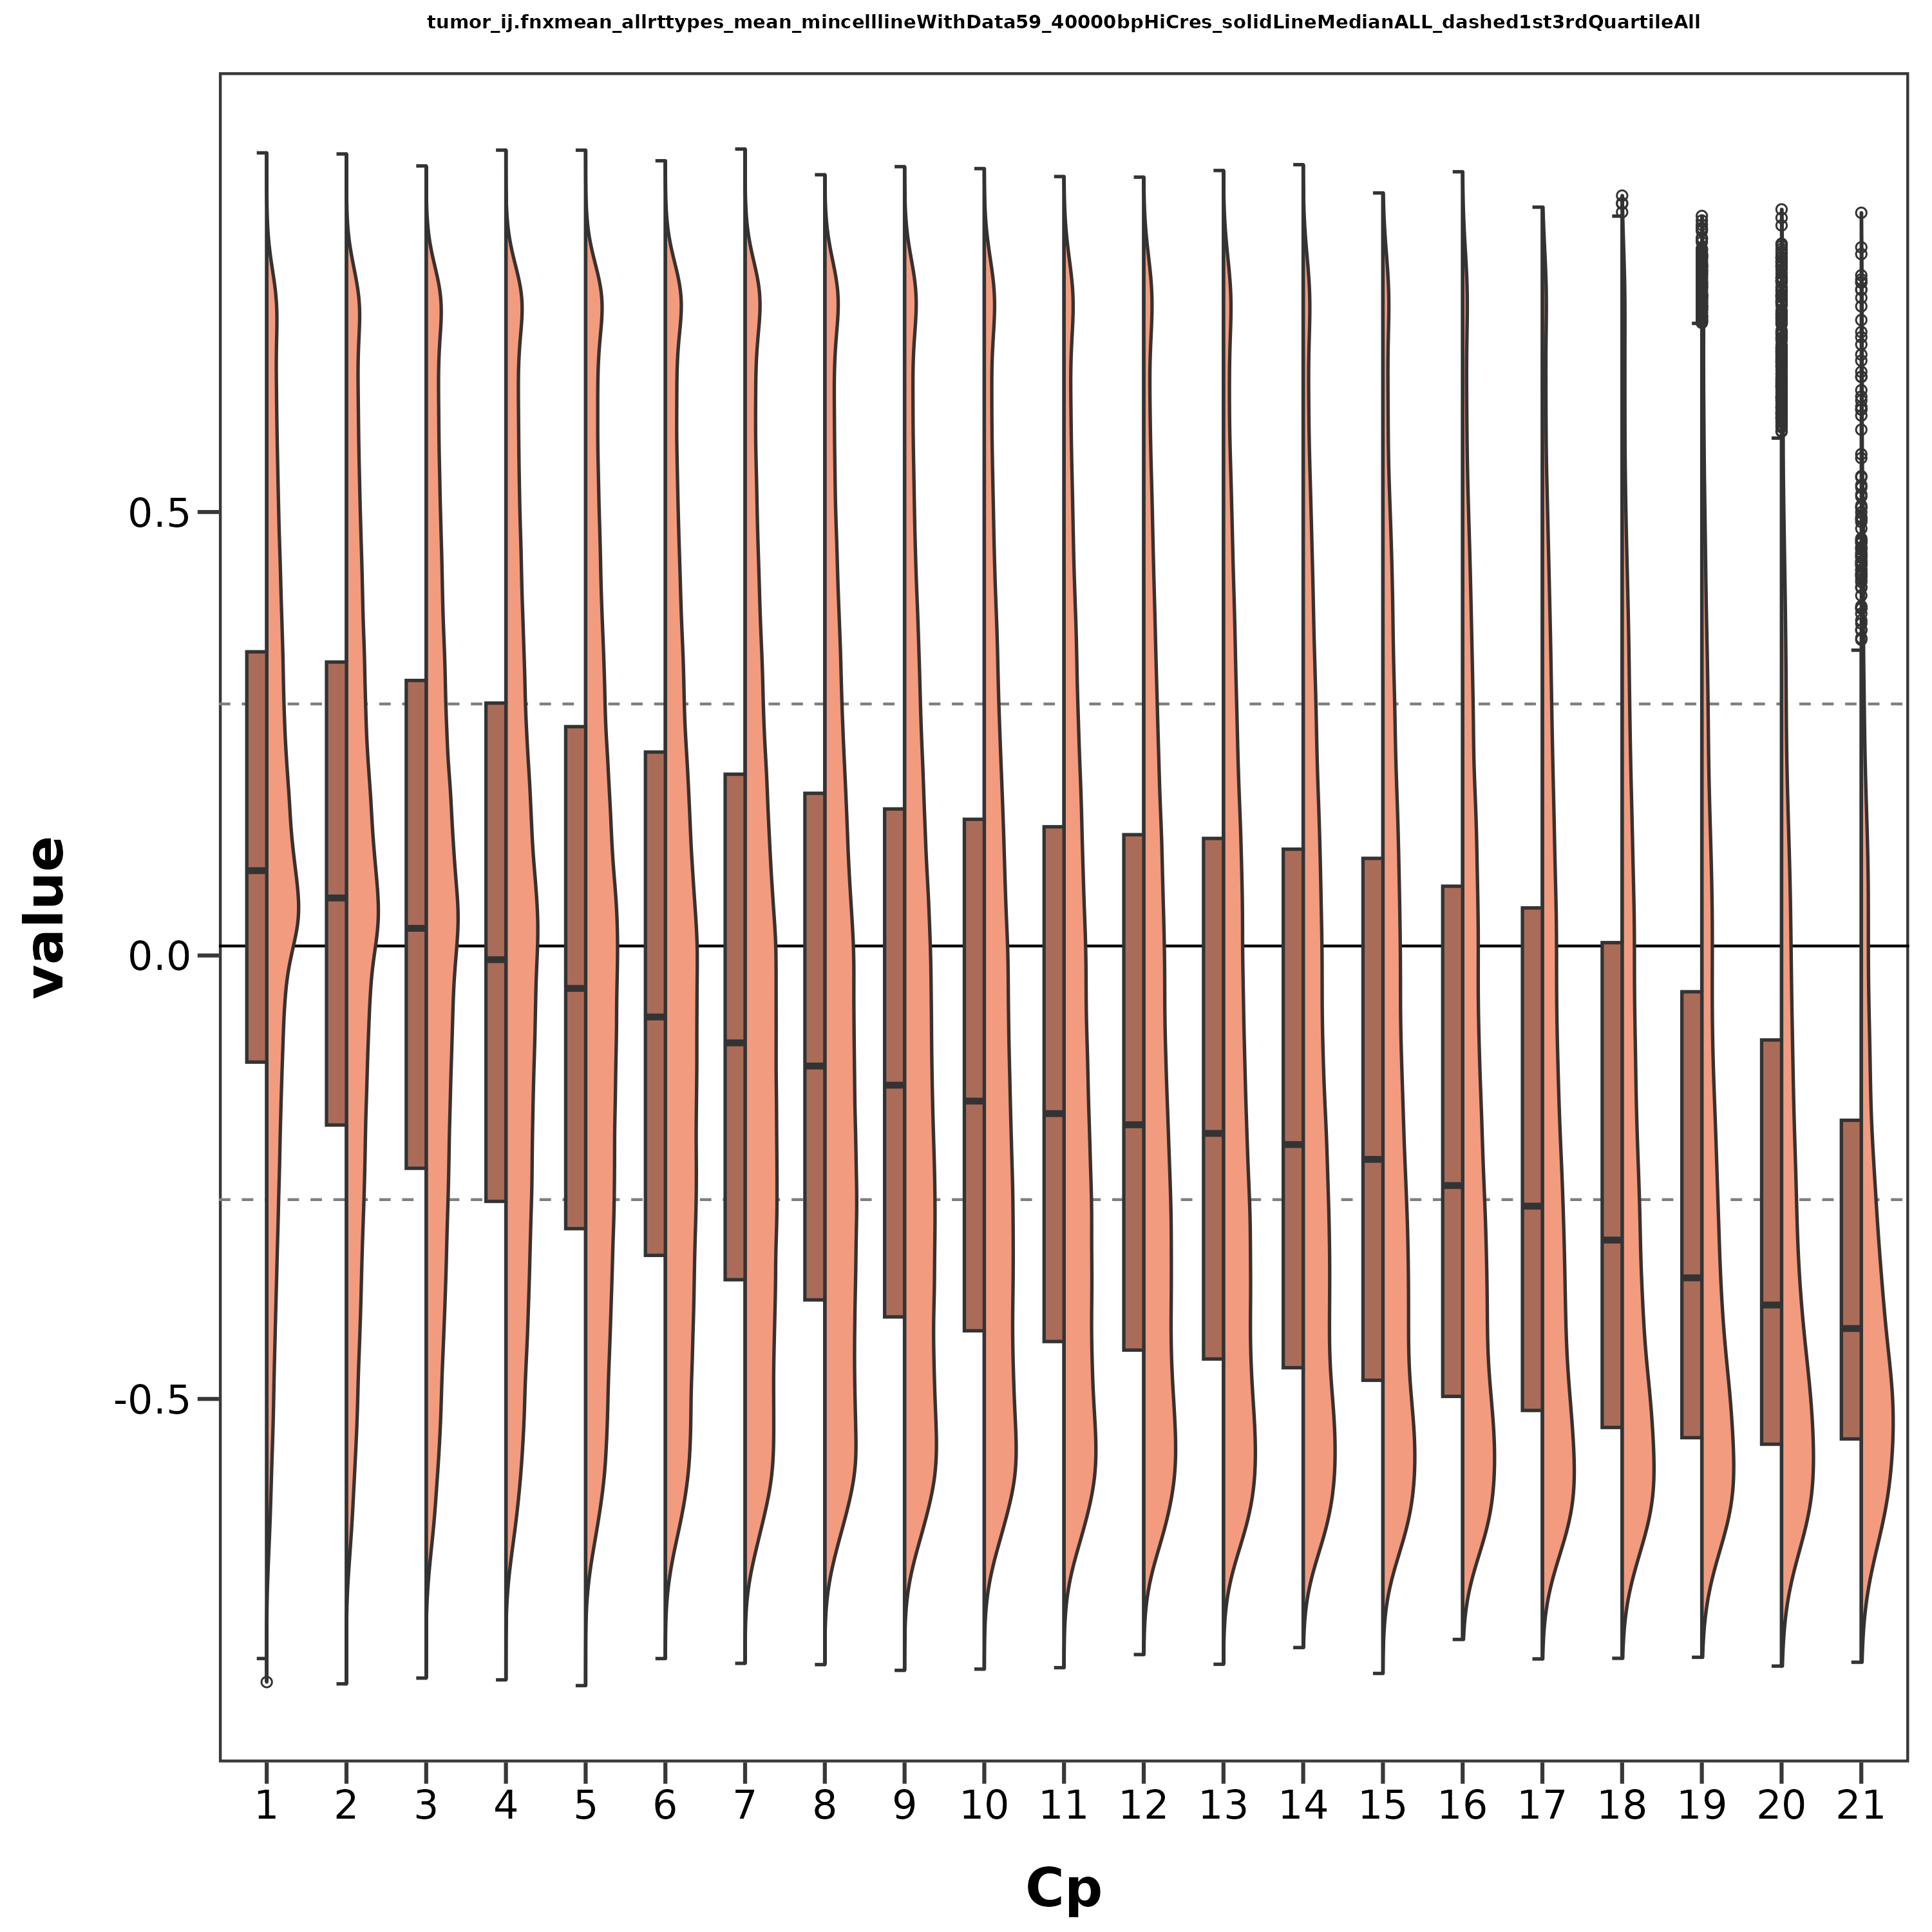 tumor_ij.fnxmean_allrttypes_mean_mincelllineWithData59_40000bpHiCres_solidLineMedianALL_dashed1st3rdQuartileAll
value
0.5
0.0
-0.5
1 2 3 4 5 6 7 8 9 10 11 12 13 14 15 16 17 18 19 20 21
Cp